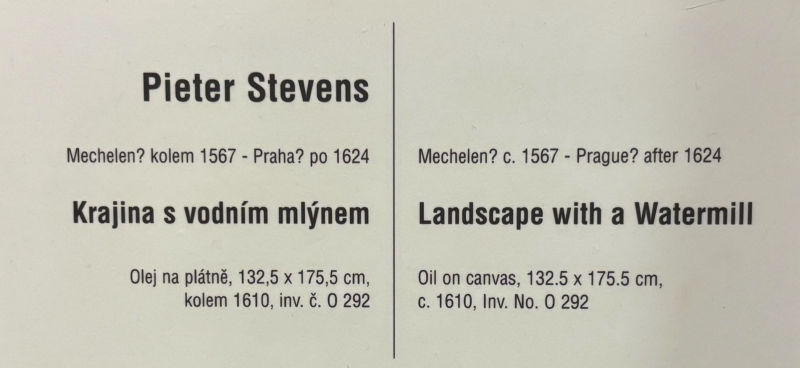 Pieter Stevens
Mechelen? kolem 1567 - Praha? po 1624
Krajina s vodním mlýnem
Olej na plátně, 132,5 x 175,5 cm,
kolem 1610, inv. č. O 292
Mechelen? c. 1567 - Prague? after 1624
Landscape with a Watermill
Oil on canvas, 132.5 x 175.5 cm,
c. 1610, Inv. No. O 292